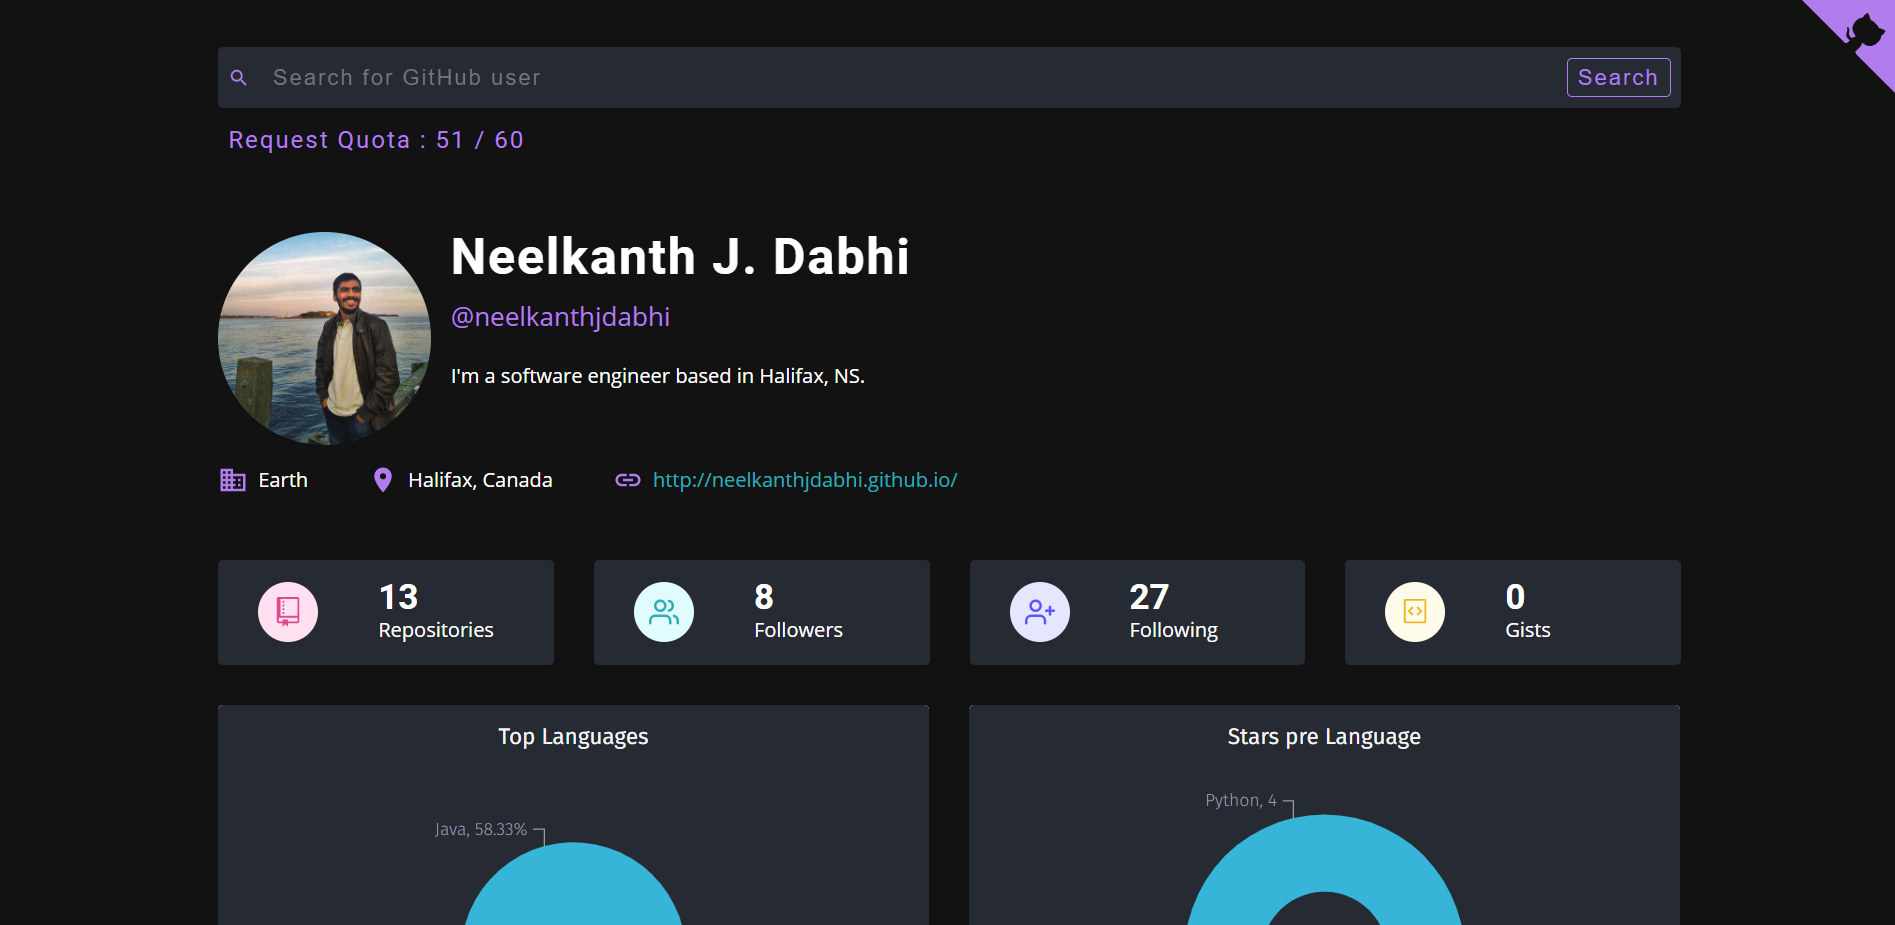 Search for GitHub user
Search
Request Quota : 51 / 60
Neelkanth J. Dabhi
@neelkanthjdabhi
I'm a software engineer based in Halifax, NS.
Earth
Halifax, Canada
http://neelkanthjdabhi.github.io/
13
Repositories
8
Followers
27
Following
0
Gists
Top Languages
Java, 58.33%
Stars pre Language
Python, 4